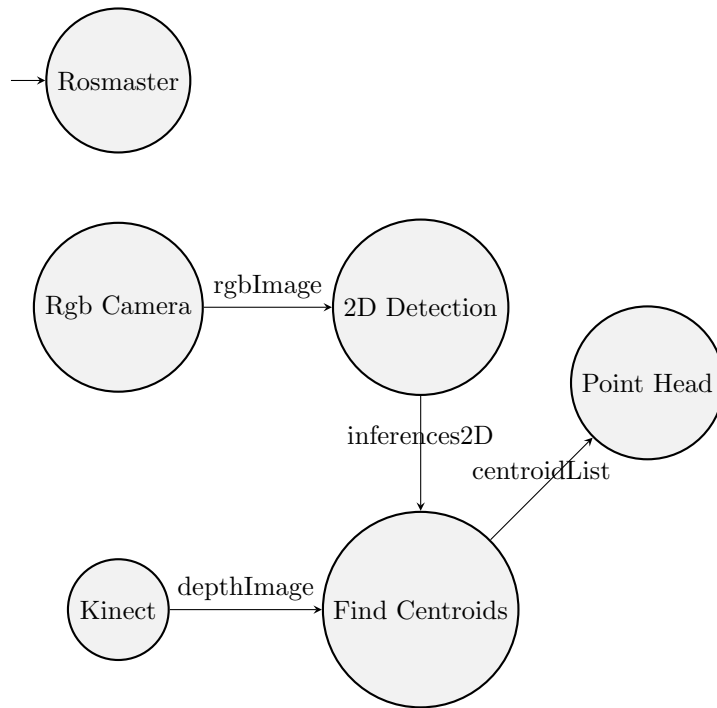 Rosmaster
Rgb Camera
rgbImage
2D Detection
Point Head
inferences2D
centroidList
Kinect
depthImage
Find Centroids